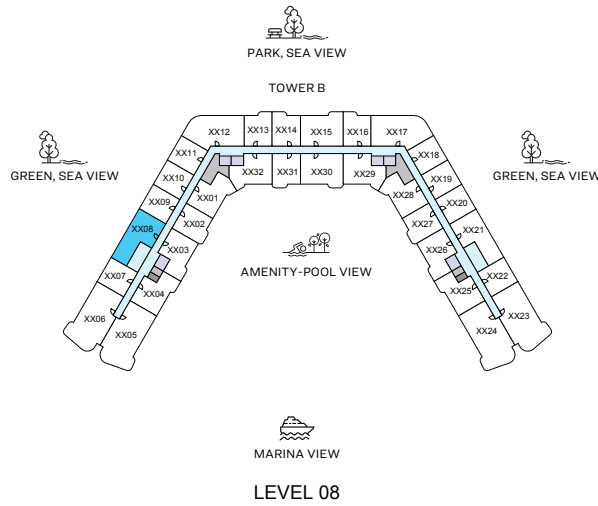 PARK, SEA VIEW
TOWER B
XX12
XX13
XX14
XX15
XX16
XX17
XX11
XX18
GREEN, SEA VIEW
GREEN, SEA VIEW
XX10
XX32
XX31
XX30
XX29
XX19
XX09
XX01
XX28
XX20
XX08
XX02
XX27
XX21
XX03
XX26
XX07
XX04
AMENITY-POOL VIEW
XX25
XX22
XX06
XX05
XX24
XX23
MARINA VIEW
LEVEL 08